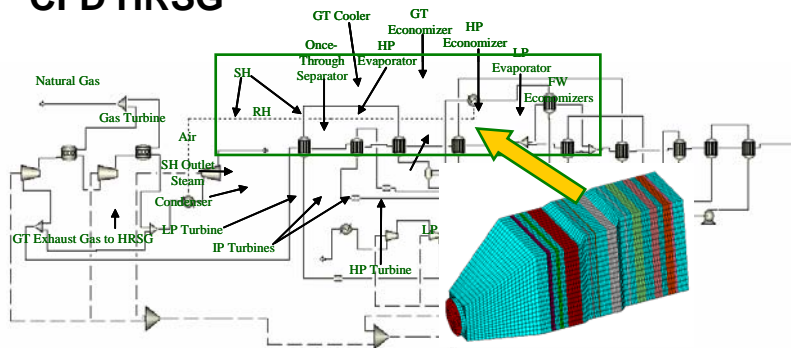 CFD HRSG
GT Cooler
GT
Economizer
HP
Economizer
Once-
Through
Separator
HP
Evaporator
LP
Evaporator
SH
FW
Economizers
Natural Gas
RH
Gas Turbine
Air
SH Outlet
Steam
Condenser
LP Turbine
GT Exhaust Gas to HRSG
IP Turbines
LP
HP Turbine